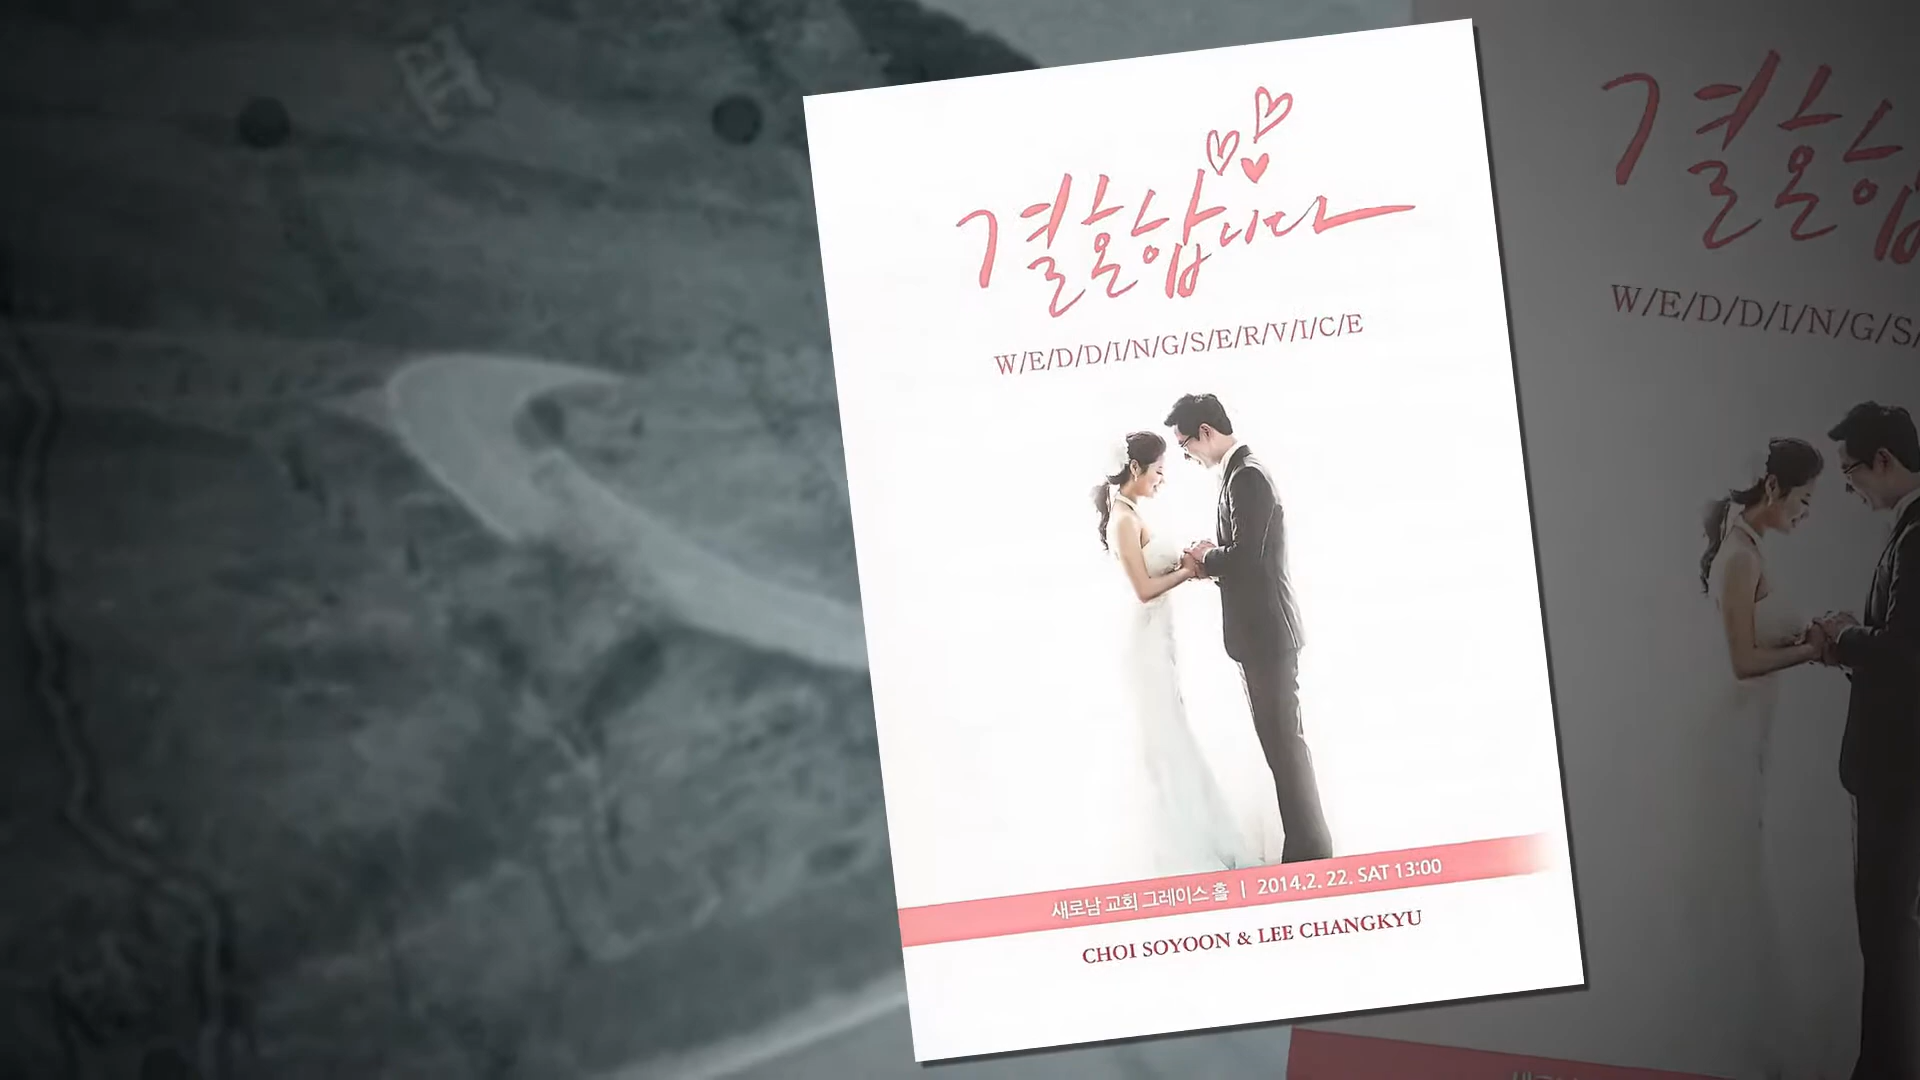 결혼합니다
W/E/D/D/I/N/G/S/E/R/V/I/C/E
새로남 교회 그레이스 홀 | 2014.2. 22. SAT 13:00
CHOI SOYOON & LEE CHANGKYU
결혼합
W/E/D/D/I/N/G/S/